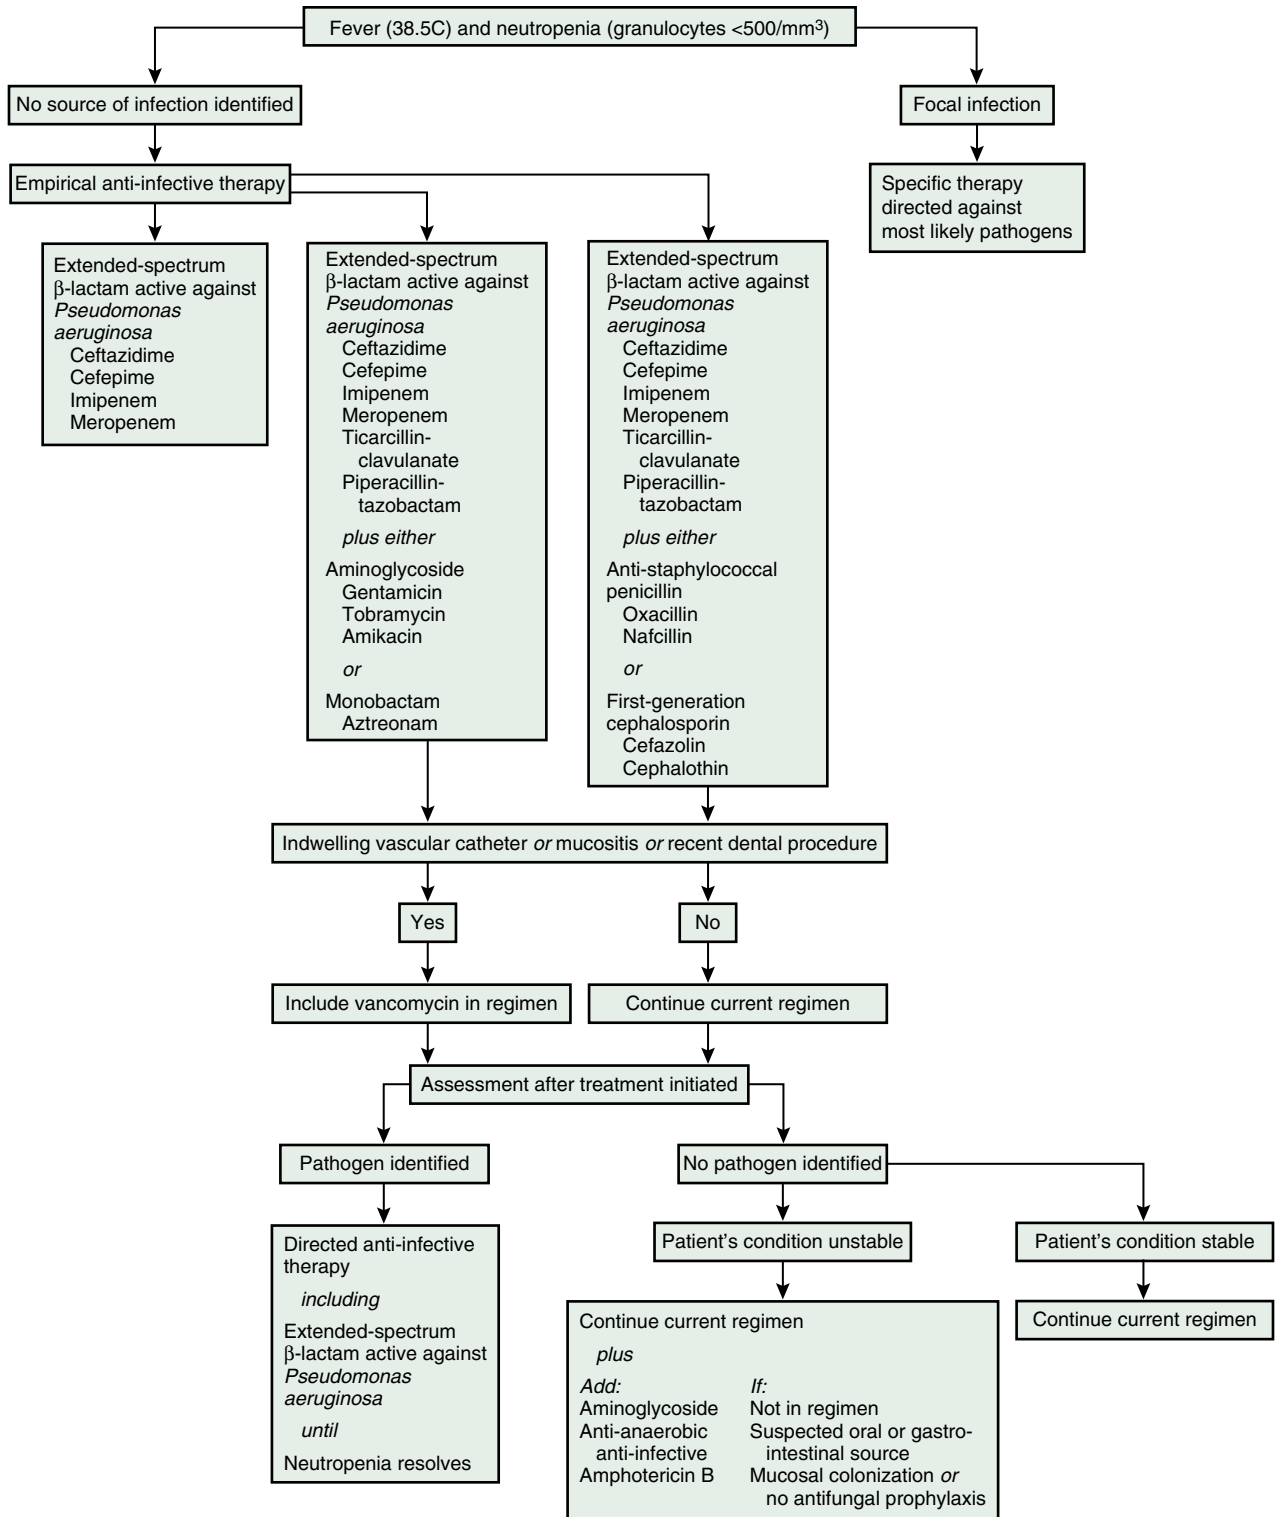 Fever (38.5C) and neutropenia (granulocytes <500/mm³)
No source of infection identified
Focal infection
Empirical anti-infective therapy
Specific therapy
directed against
most likely pathogens
Extended-spectrum
β-lactam active against
Pseudomonas
aeruginosa
Ceftazidime
Cefepime
Imipenem
Meropenem
Extended-spectrum
β-lactam active against
Pseudomonas
aeruginosa
Ceftazidime
Cefepime
Imipenem
Meropenem
Ticarcillin-
clavulanate
Piperacillin-
tazobactam
plus either
Aminoglycoside
Gentamicin
Tobramycin
Amikacin
or
Monobactam
Aztreonam
Extended-spectrum
β-lactam active against
Pseudomonas
aeruginosa
Ceftazidime
Cefepime
Imipenem
Meropenem
Ticarcillin-
clavulanate
Piperacillin-
tazobactam
plus either
Anti-staphylococcal
penicillin
Oxacillin
Nafcillin
or
First-generation
cephalosporin
Cefazolin
Cephalothin
Indwelling vascular catheter or mucositis or recent dental procedure
Yes
No
Include vancomycin in regimen
Continue current regimen
Assessment after treatment initiated
Pathogen identified
No pathogen identified
Directed anti-infective
therapy
including
Extended-spectrum
β-lactam active against
Pseudomonas
aeruginosa
until
Neutropenia resolves
Patient's condition unstable
Patient's condition stable
Continue current regimen
plus
Add: If:
Aminoglycoside Not in regimen
Anti-anaerobic Suspected oral or gastro-
anti-infective intestinal source
Amphotericin B Mucosal colonization or
no antifungal prophylaxis
Continue current regimen